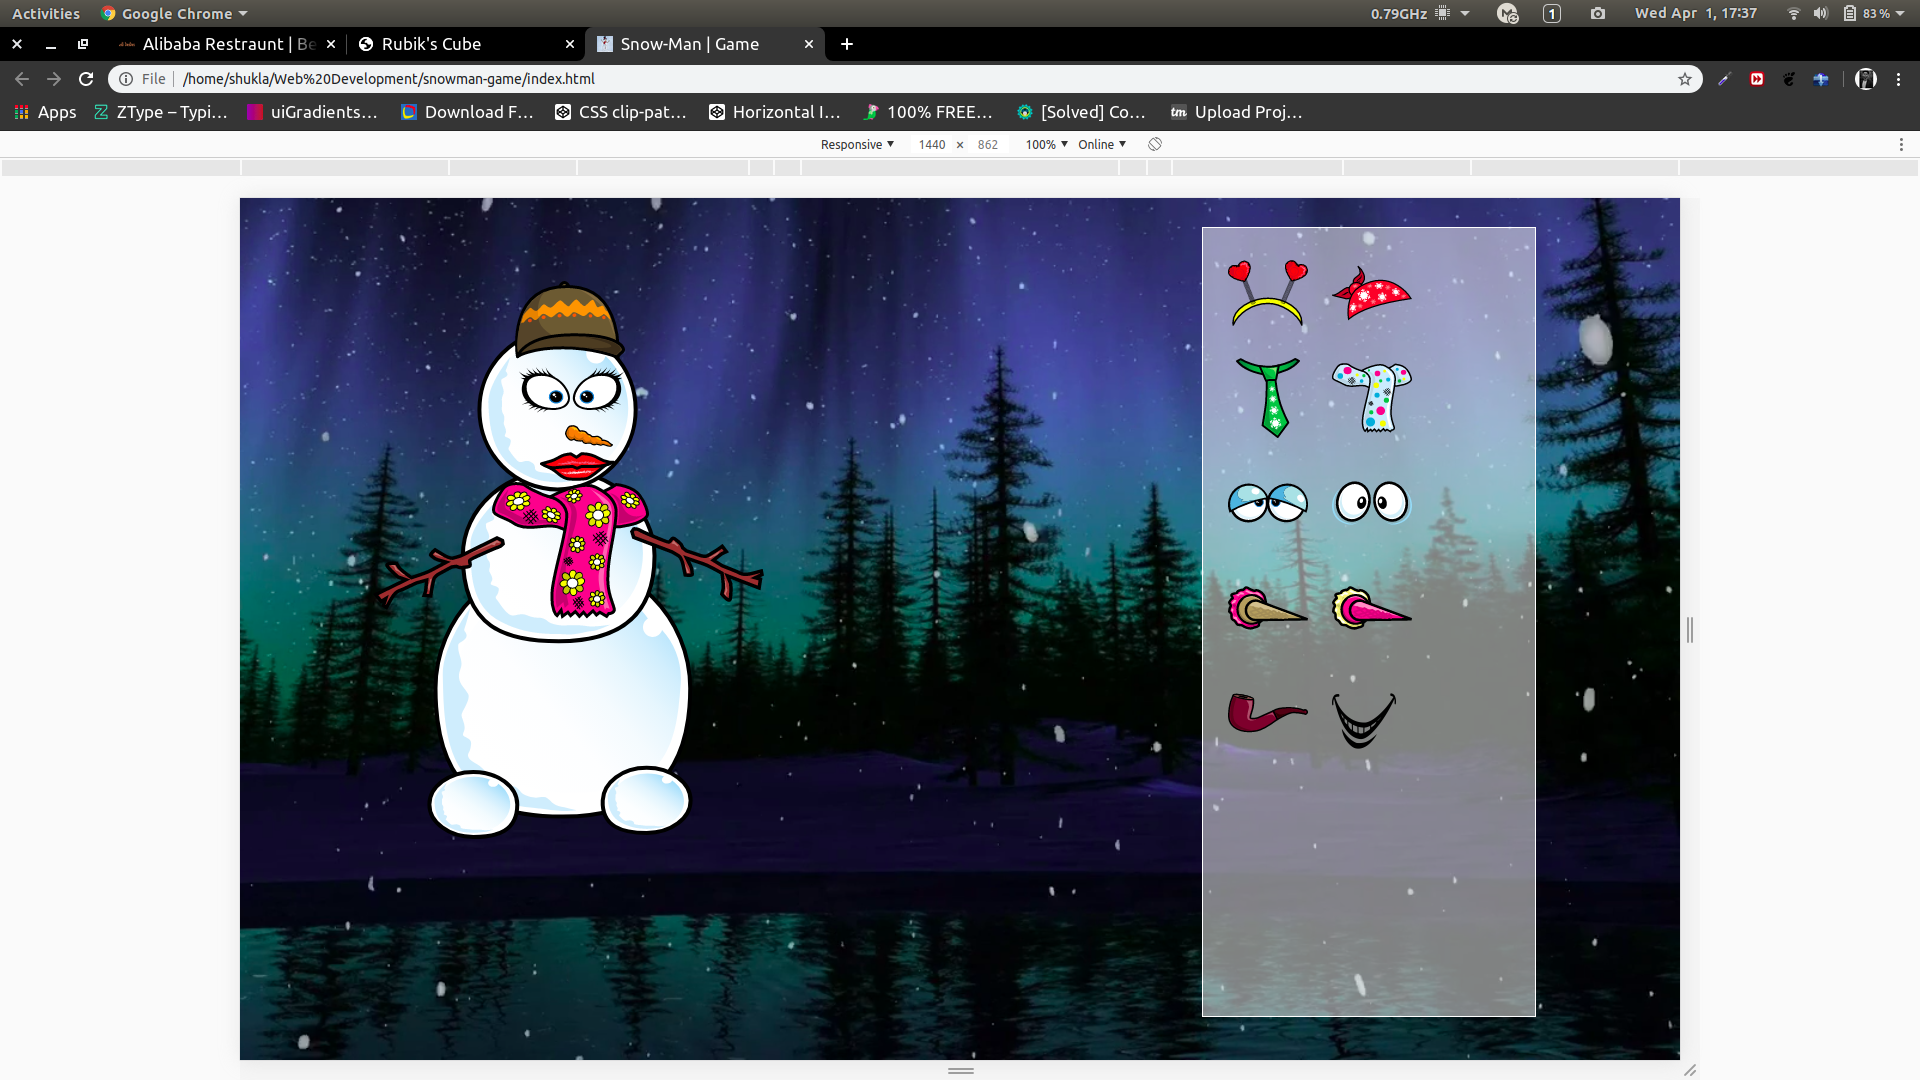 Activities Google Chrome 0.79GHz 1 Wed Apr 1, 17:37 83 %
Alibaba Restraunt | Be Rubik's Cube Snow-Man | Game
File /home/shukla/Web%20Development/snowman-game/index.html
Apps ZType – Typi… uiGradients… Download F… CSS clip-pat… Horizontal I… 100% FREE… [Solved] Co… tm Upload Proj…
Responsive 1440 × 862 100% Online